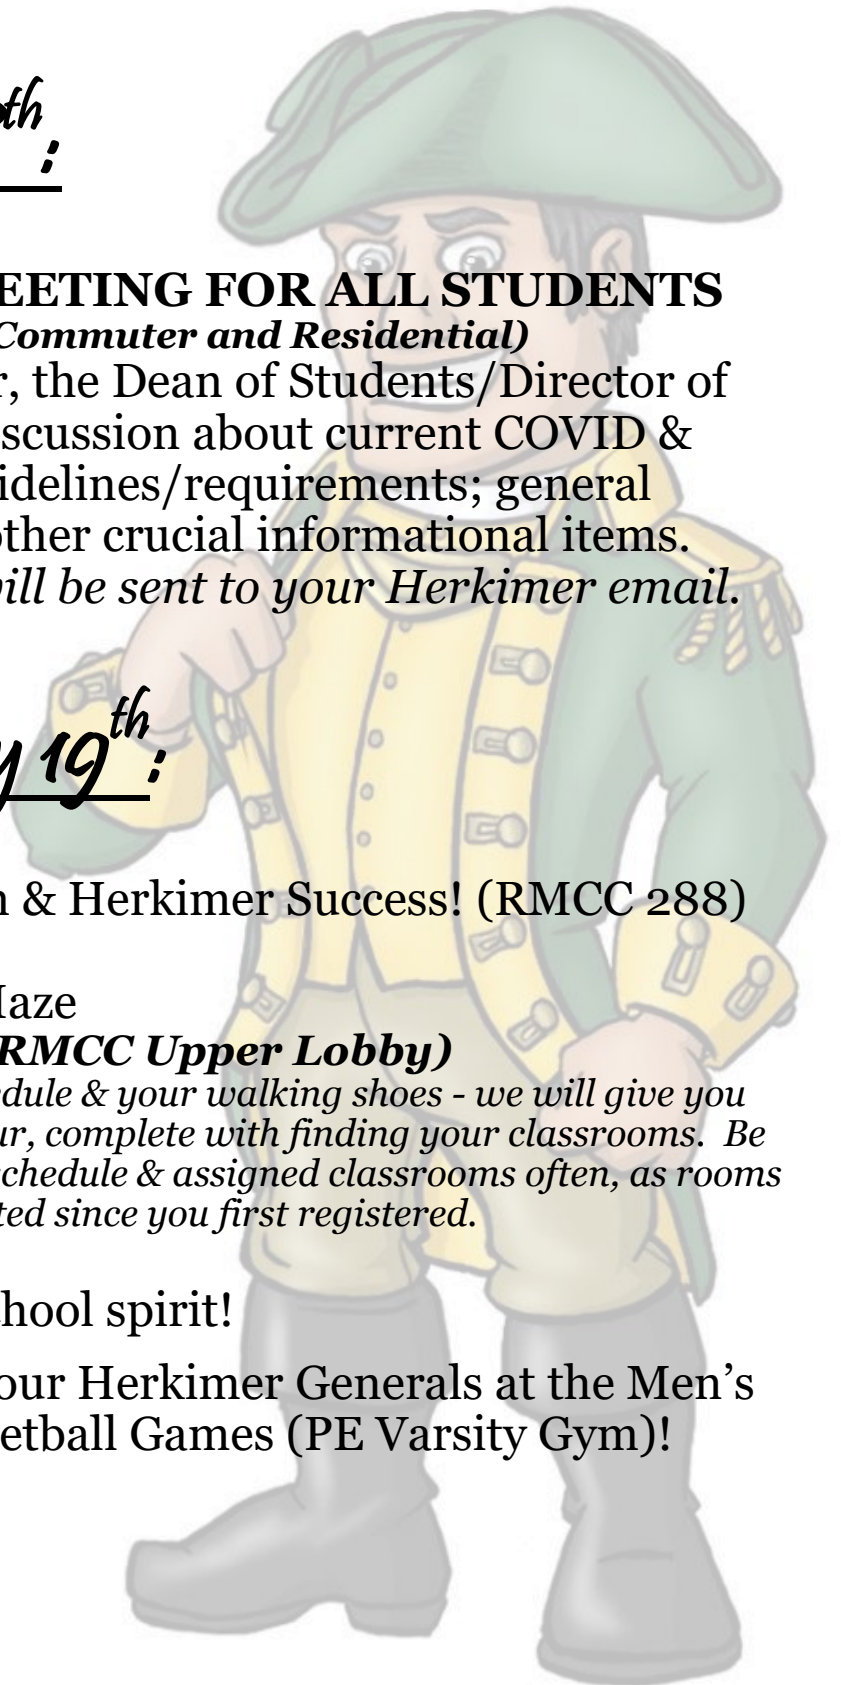 th
:
EETING FOR ALL STUDENTS
Commuter and Residential)
r, the Dean of Students/Director of
scussion about current COVID &
idelines/requirements; general
other crucial informational items.
will be sent to your Herkimer email.
y 19th:
n & Herkimer Success! (RMCC 288)
Maze
RMCC Upper Lobby)
edule & your walking shoes - we will give you
ur, complete with finding your classrooms. Be
schedule & assigned classrooms often, as rooms
ted since you first registered.
chool spirit!
our Herkimer Generals at the Men's
etball Games (PE Varsity Gym)!